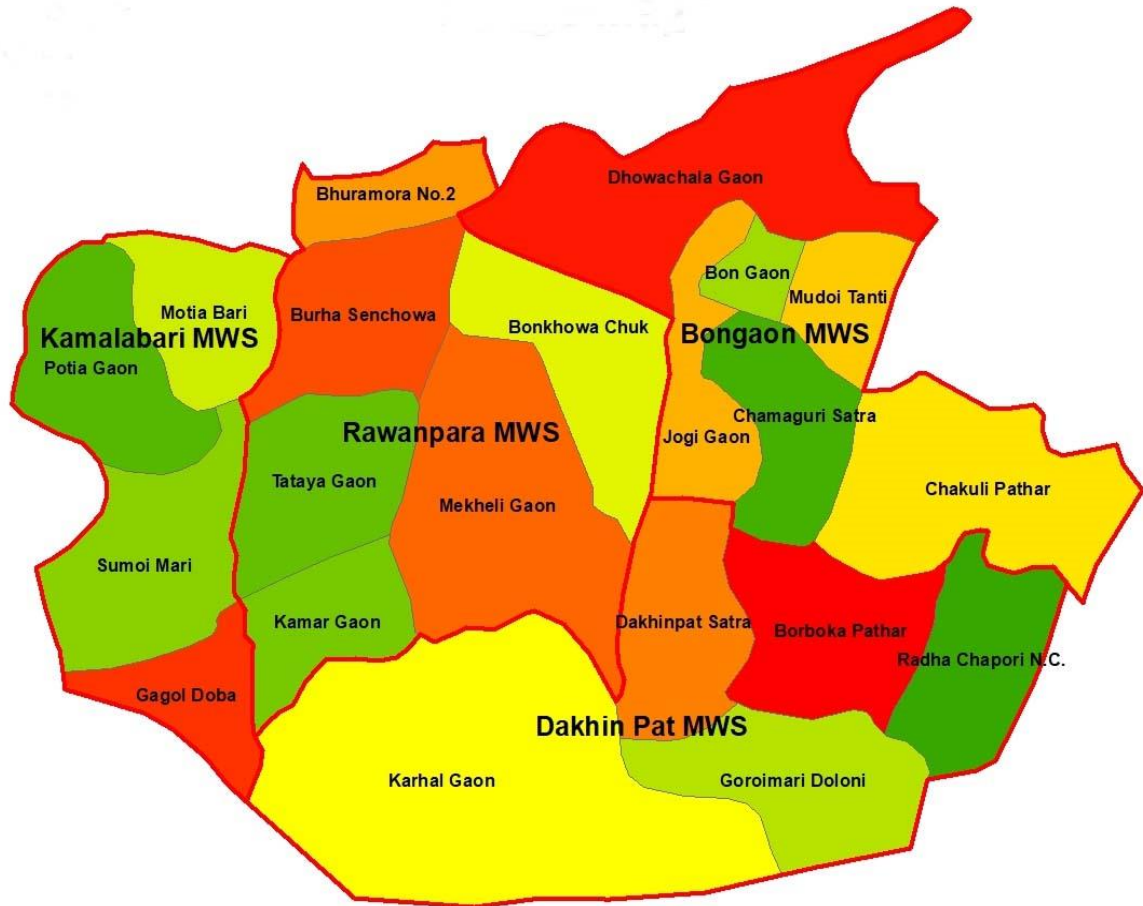 Dhowachala Gaon
Bhuramora No.2
Bon Gaon
Mudoi Tanti
Motia Bari
Burha Senchowa
Bonkhowa Chuk
Kamalabari MWS
Bongaon MWS
Potia Gaon
Chamaguri Satra
Rawanpara MWS
Jogi Gaon
Tataya Gaon
Chakuli Pathar
Mekheli Gaon
Sumoi Mari
Kamar Gaon
Dakhinpat Satra
Borboka Pathar
Radha Chapori N.C.
Gagol Doba
Dakhin Pat MWS
Karhal Gaon
Goroimari Doloni